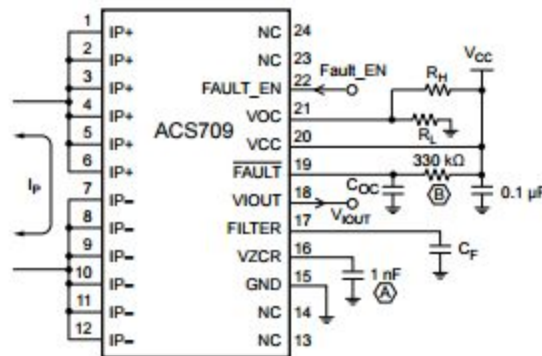 1 IP+ NC 24
2 IP+ NC 23
3 IP+ FAULT_EN 22 Fault_EN
4 IP+ VOC 21
5 IP+ VCC 20
6 IP+ FAULT 19
7 IP– VIOUT 18
8 IP– FILTER 17
9 IP– VZCR 16
10 IP– GND 15
11 IP– NC 14
12 IP– NC 13
ACS709
IP
VCC
RH
RL
330 kΩ
B
COC
0.1 µF
VIOUT
CF
1 nF
A